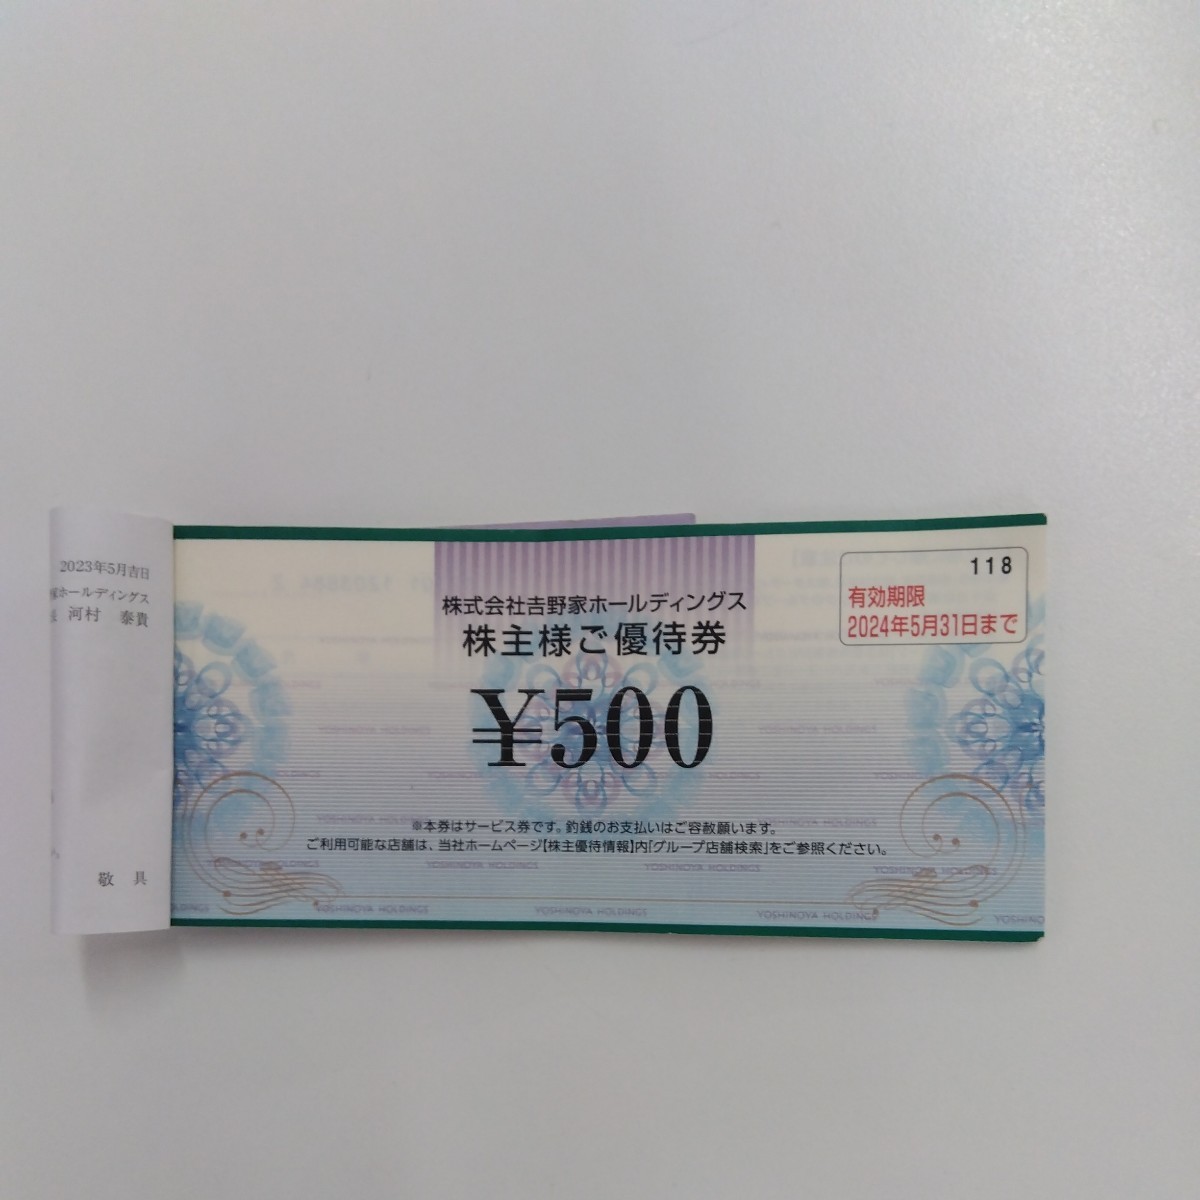 2023年5月吉日
家ホールディングス
河村 泰貴
敬 具
118
有効期限
2024年5月31日まで
株式会社吉野家ホールディングス
株主様ご優待券
¥500
※本券はサービス券です。釣銭のお支払いはご容赦願います。
ご利用可能な店舗は、当社ホームページ【株主優待情報】内「グループ店舗検索」をご参照ください。
YOSHINOYA HOLDINGS YOSHINOYA HOLDINGS YOSHINOYA HOLDINGS YOSHINOYA